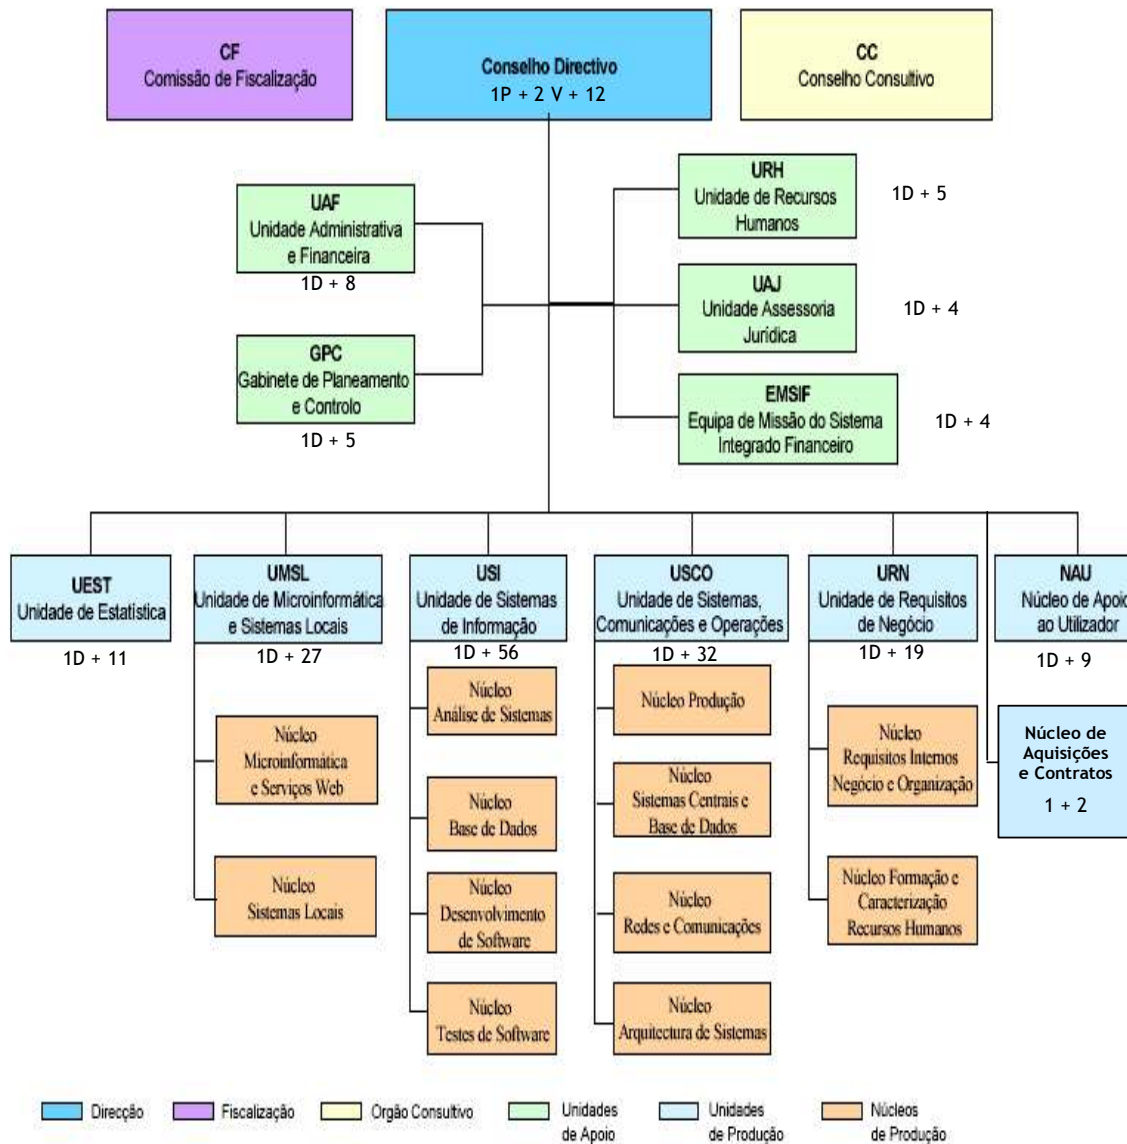 CF
Comissão de Fiscalização
Conselho Directivo
1P + 2 V + 12
CC
Conselho Consultivo
UAF
Unidade Administrativa
e Financeira
1D + 8
URH
Unidade de Recursos
Humanos
1D + 5
UAJ
Unidade Assessoria
Jurídica
1D + 4
GPC
Gabinete de Planeamento
e Controlo
1D + 5
EMSIF
Equipa de Missão do Sistema
Integrado Financeiro
1D + 4
UEST
Unidade de Estatística
1D + 11
UMSL
Unidade de Microinformática
e Sistemas Locais
1D + 27
USI
Unidade de Sistemas
de Informação
1D + 56
USCO
Unidade de Sistemas,
Comunicações e Operações
1D + 32
URN
Unidade de Requisitos
de Negócio
1D + 19
NAU
Núcleo de Apoio
ao Utilizador
1D + 9
Núcleo
Microinformática
e Serviços Web
Núcleo
Sistemas Locais
Núcleo
Análise de Sistemas
Núcleo
Base de Dados
Núcleo
Desenvolvimento
de Software
Núcleo
Testes de Software
Núcleo Produção
Núcleo
Sistemas Centrais e
Base de Dados
Núcleo
Redes e Comunicações
Núcleo
Arquitectura de Sistemas
Núcleo
Requisitos Internos
Negócio e Organização
Núcleo Formação e
Caracterização
Recursos Humanos
Núcleo de
Aquisições
e Contratos
1 + 2
Direcção
Fiscalização
Orgão Consultivo
Unidades
de Apoio
Unidades
de Produção
Núcleos
de Produção